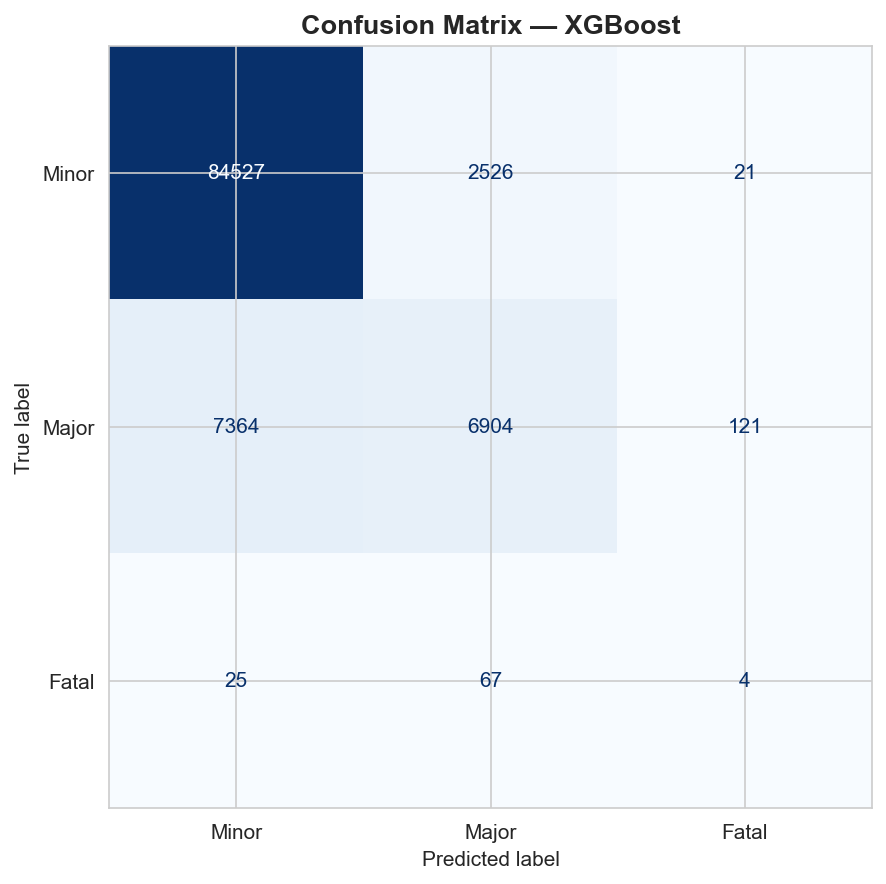 Confusion Matrix — XGBoost
Minor 84527 2526 21
Major 7364 6904 121
Fatal 25 67 4
True label
Minor Major Fatal
Predicted label